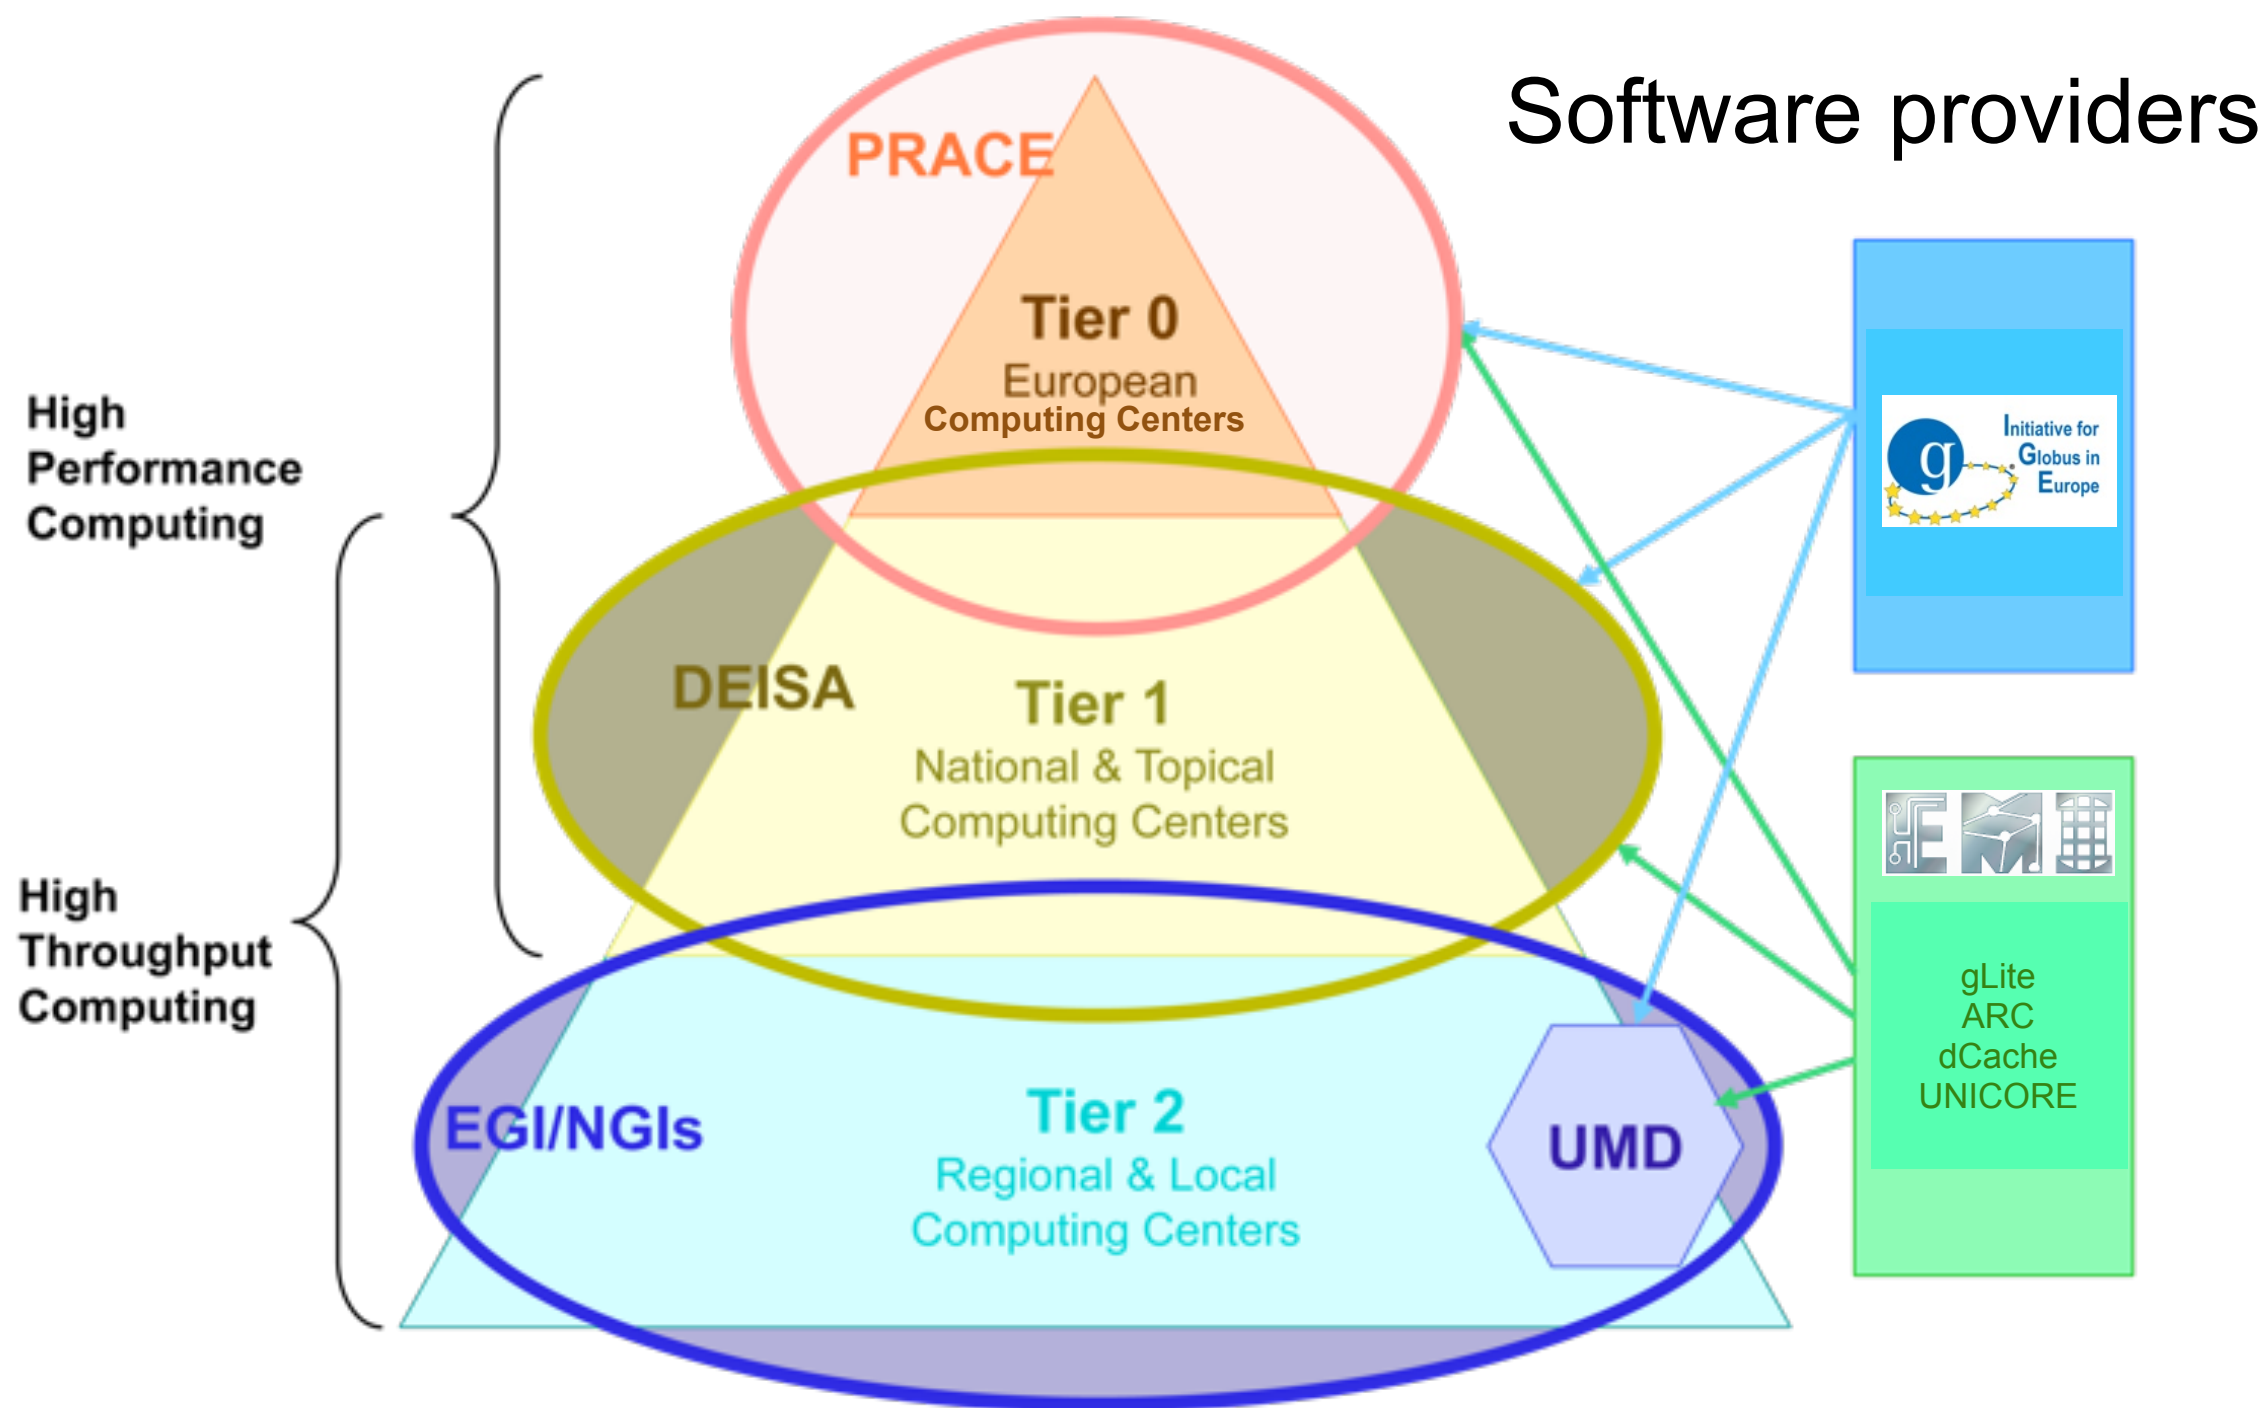 Software providers
PRACE
Tier 0
European
Computing Centers
High
Performance
Computing
g
Initiative for
Globus in
Europe
DEISA
Tier 1
National & Topical
Computing Centers
High
Throughput
Computing
EMI
gLite
ARC
dCache
UNICORE
EGI/NGIs
Tier 2
Regional & Local
Computing Centers
UMD